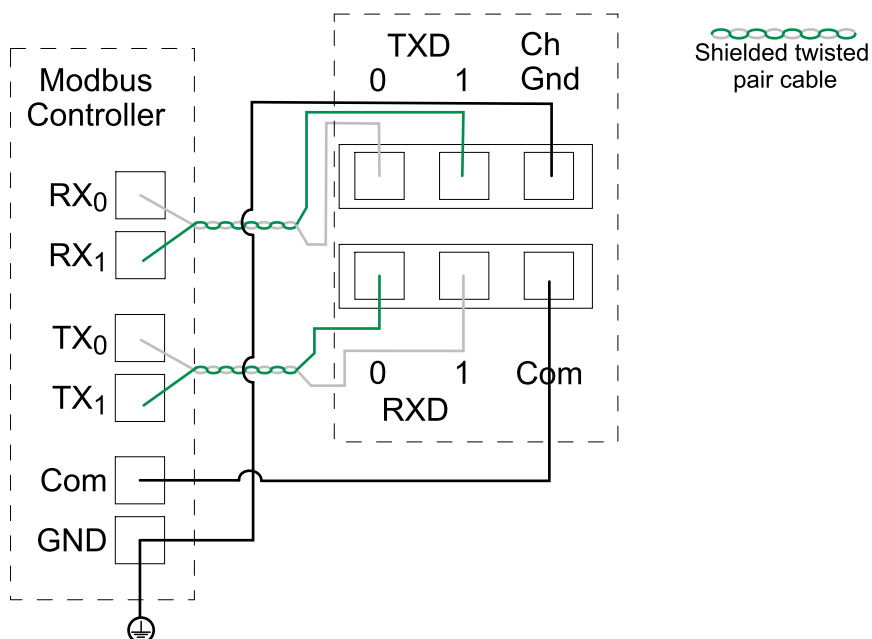 Modbus
Controller
RX0
RX1
TX0
TX1
Com
GND
TXD
0 1
Ch
Gnd
0 1 Com
RXD
Shielded twisted
pair cable